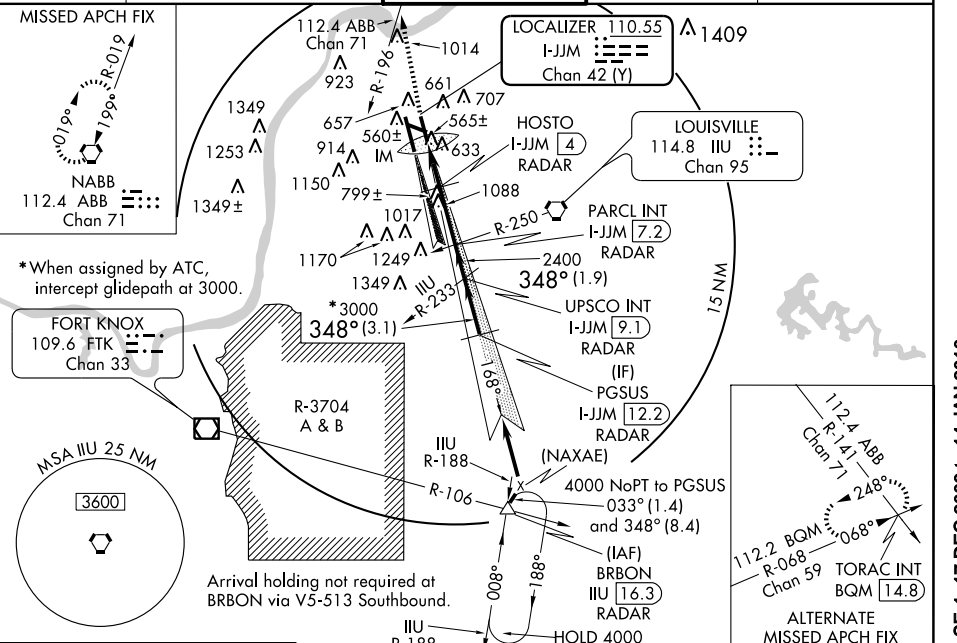 MISSED APCH FIX
R-019
019°
199°
NABB
112.4 ABB
Chan 71
112.4 ABB
Chan 71
R-196
1014
LOCALIZER 110.55
I-JJM
Chan 42 (Y)
1409
923
661
707
1349
657
565±
560±
1253
914
IM
633
HOSTO
I-JJM 4
RADAR
LOUISVILLE
114.8 IIU
Chan 95
1150
1349±
799±
1088
1017
R-250
PARCL INT
I-JJM 7.2
RADAR
1170
1249
2400
348° (1.9)
*When assigned by ATC,
intercept glidepath at 3000.
1349
IIU
R-233
*3000
348° (3.1)
UPSCO INT
I-JJM 9.1
RADAR
15 NM
FORT KNOX
109.6 FTK
Chan 33
168°
(IF)
PGSUS
I-JJM 12.2
RADAR
R-3704
A & B
IIU
R-188
(NAXAE)
R-106
4000 NoPT to PGSUS
033° (1.4)
and 348° (8.4)
(IAF)
BRBON
IIU 16.3
RADAR
MSA IIU 25 NM
3600
008°
188°
Arrival holding not required at
BRBON via V5-513 Southbound.
IIU
R-188
HOLD 4000
112.4 ABB
R-141
Chan 71
248°
068°
112.2 BQM
R-068
Chan 59
TORAC INT
BQM 14.8
ALTERNATE
MISSED APCH FIX